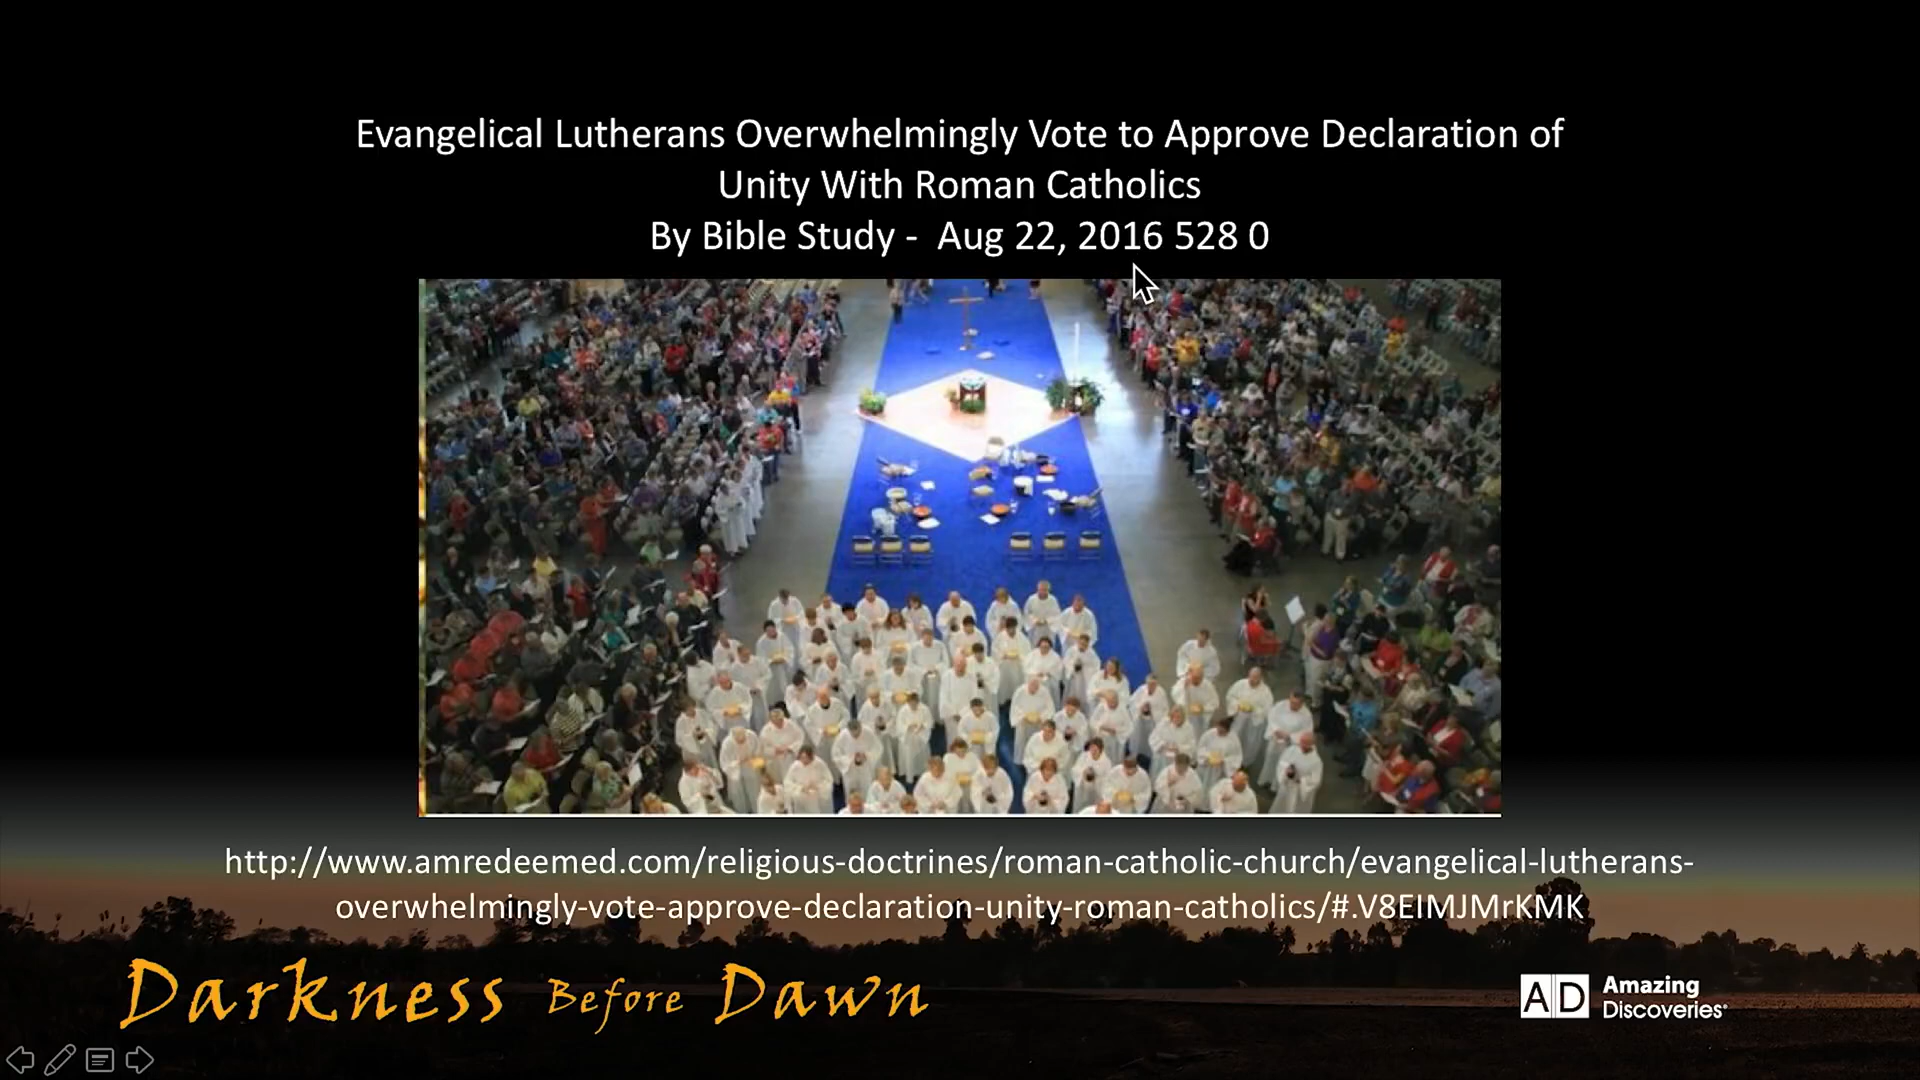 Evangelical Lutherans Overwhelmingly Vote to Approve Declaration of
Unity With Roman Catholics
By Bible Study - Aug 22, 2016 528 0
http://www.amredeemed.com/religious-doctrines/roman-catholic-church/evangelical-lutherans-
overwhelmingly-vote-approve-declaration-unity-roman-catholics/#.V8EIMJMrKMK
Darkness Before Dawn
AD Amazing
Discoveries